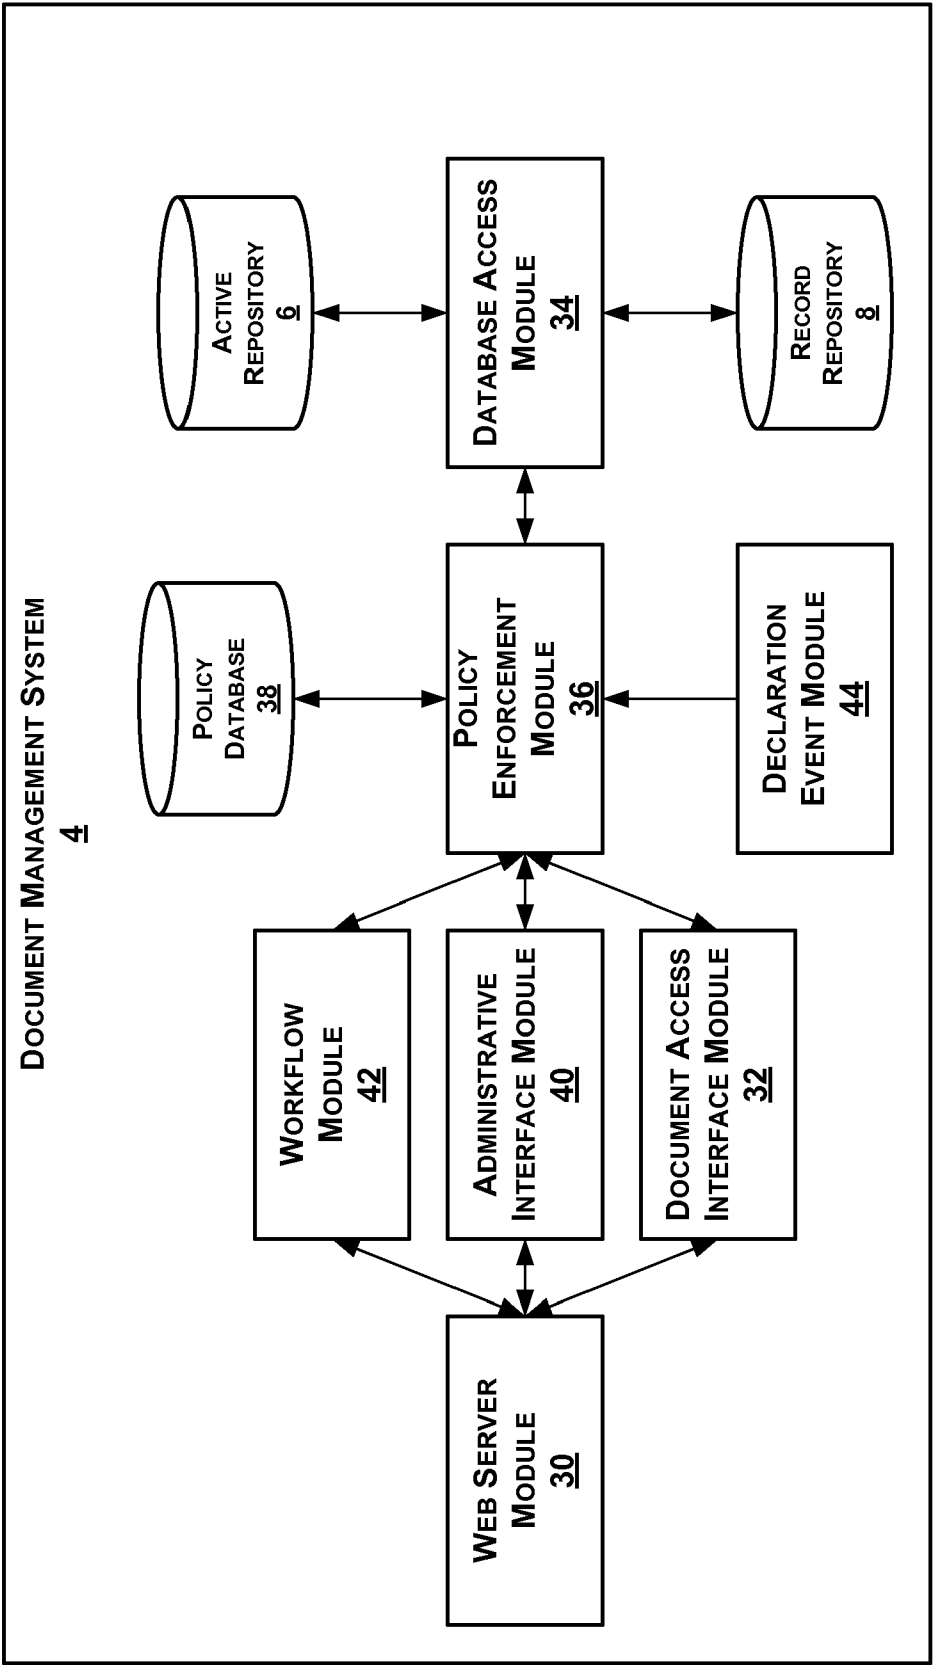 DOCUMENT MANAGEMENT SYSTEM
4
WEB SERVER
MODULE
30
WORKFLOW
MODULE
42
ADMINISTRATIVE
INTERFACE MODULE
40
DOCUMENT ACCESS
INTERFACE MODULE
32
POLICY
DATABASE
38
POLICY
ENFORCEMENT
MODULE
36
DECLARATION
EVENT MODULE
44
ACTIVE
REPOSITORY
6
DATABASE ACCESS
MODULE
34
RECORD
REPOSITORY
8